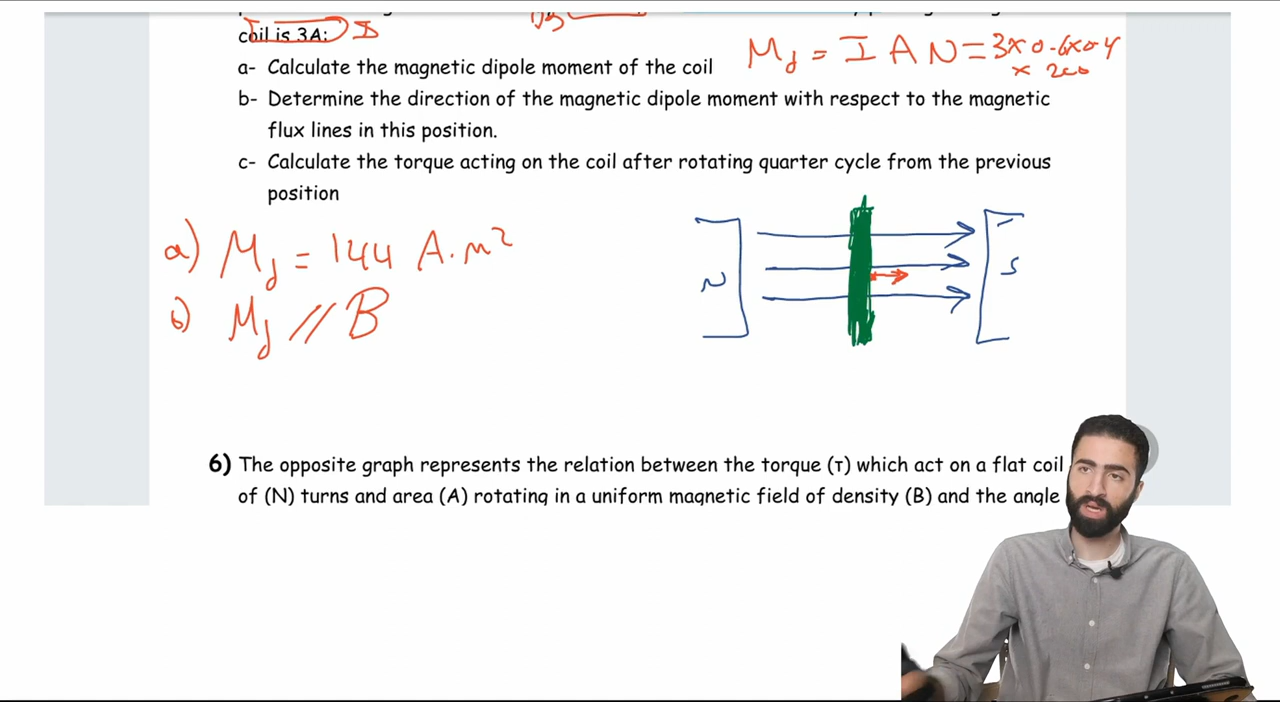 coil is 3A: I
M_d = I A N = 3 x 0.6 x 0.4
x 200
a- Calculate the magnetic dipole moment of the coil
b- Determine the direction of the magnetic dipole moment with respect to the magnetic
flux lines in this position.
c- Calculate the torque acting on the coil after rotating quarter cycle from the previous
position
a) M_d = 144 A.m²
b) M_d // B
N
S
6) The opposite graph represents the relation between the torque (τ) which act on a flat coil
of (N) turns and area (A) rotating in a uniform magnetic field of density (B) and the angle